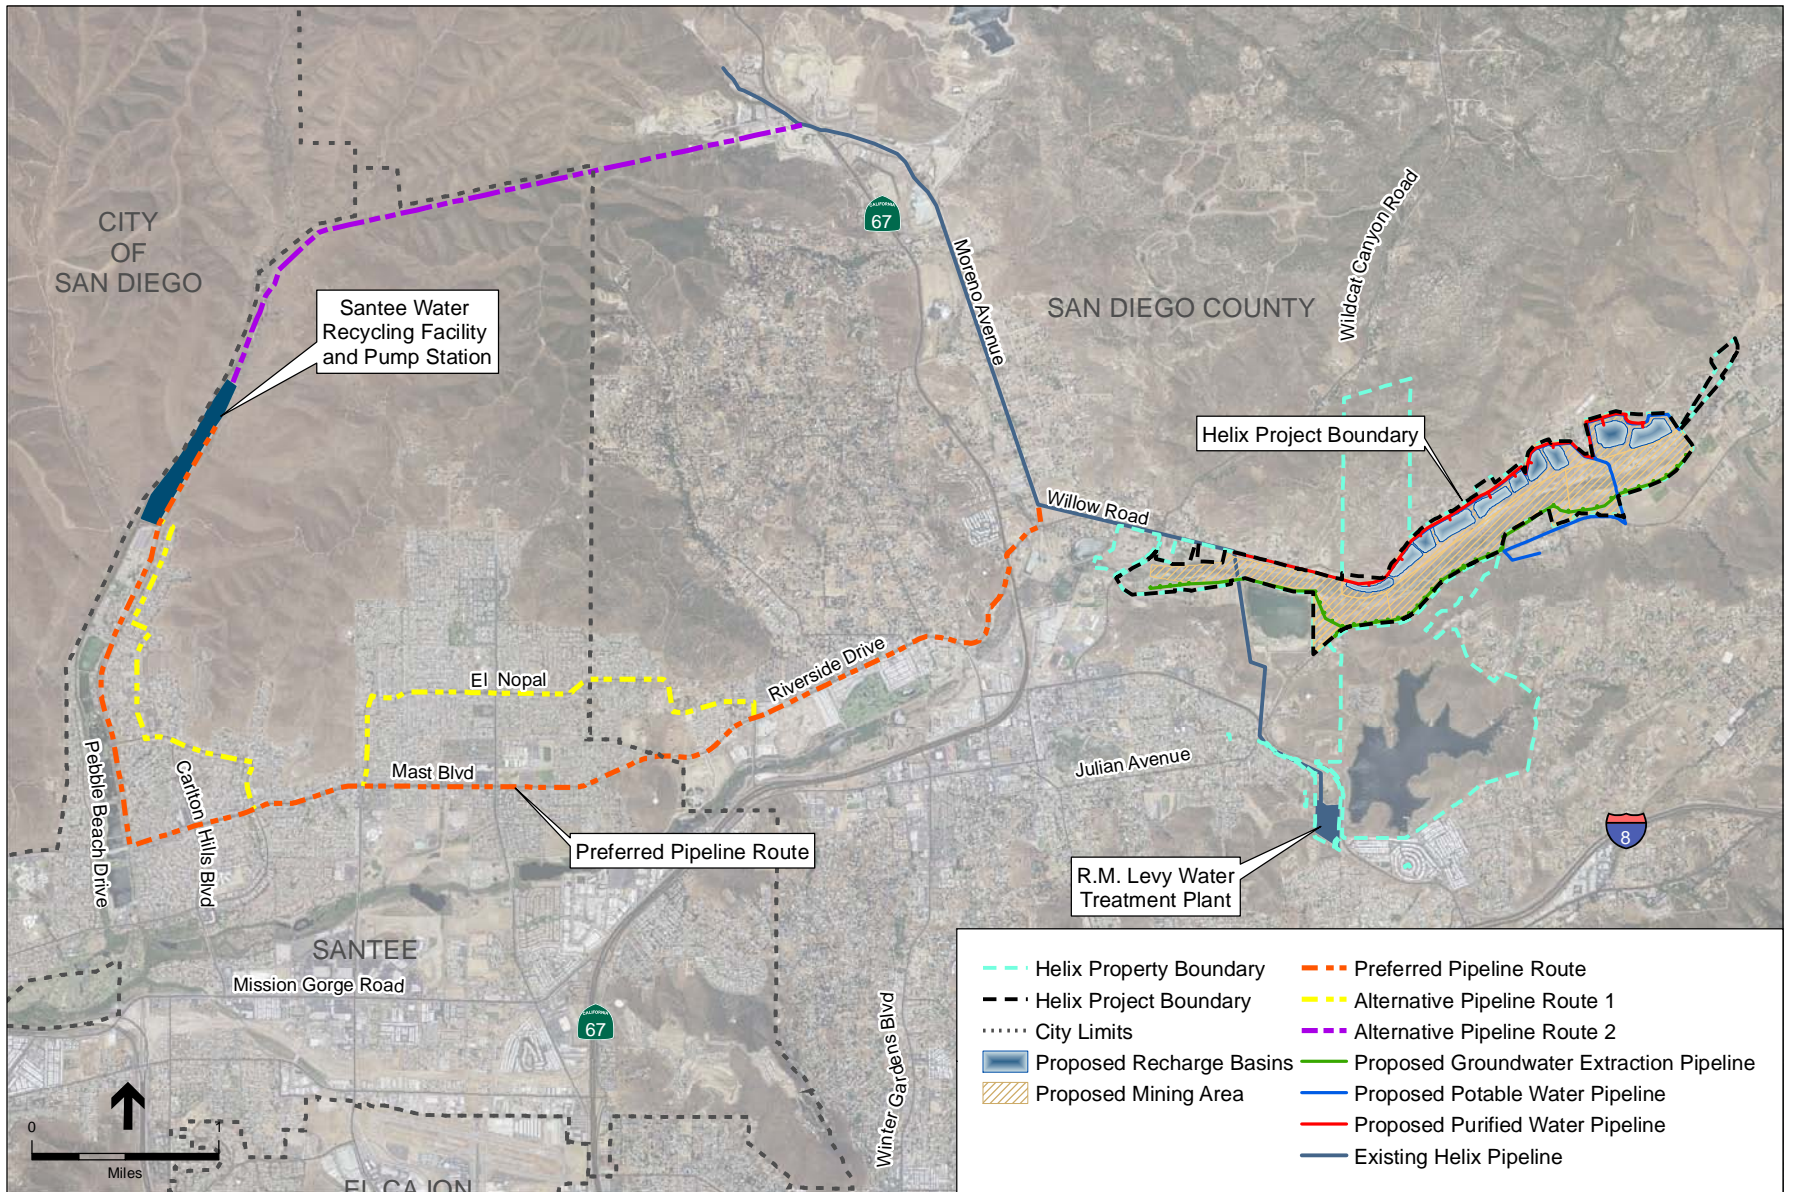 CITY
OF
SAN DIEGO
Santee Water
Recycling Facility
and Pump Station
CALIFORNIA
67
Moreno Avenue
SAN DIEGO COUNTY
Wildcat Canyon Road
Helix Project Boundary
Willow Road
El Nopal
Riverside Drive
Mast Blvd
Pebble Beach Drive
Carlton Hills Blvd
Preferred Pipeline Route
Julian Avenue
R.M. Levy Water
Treatment Plant
8
SANTEE
Mission Gorge Road
CALIFORNIA
67
Winter Gardens Blvd
EL CAJON
0
1
Miles
Helix Property Boundary
Helix Project Boundary
City Limits
Proposed Recharge Basins
Proposed Mining Area
Preferred Pipeline Route
Alternative Pipeline Route 1
Alternative Pipeline Route 2
Proposed Groundwater Extraction Pipeline
Proposed Potable Water Pipeline
Proposed Purified Water Pipeline
Existing Helix Pipeline